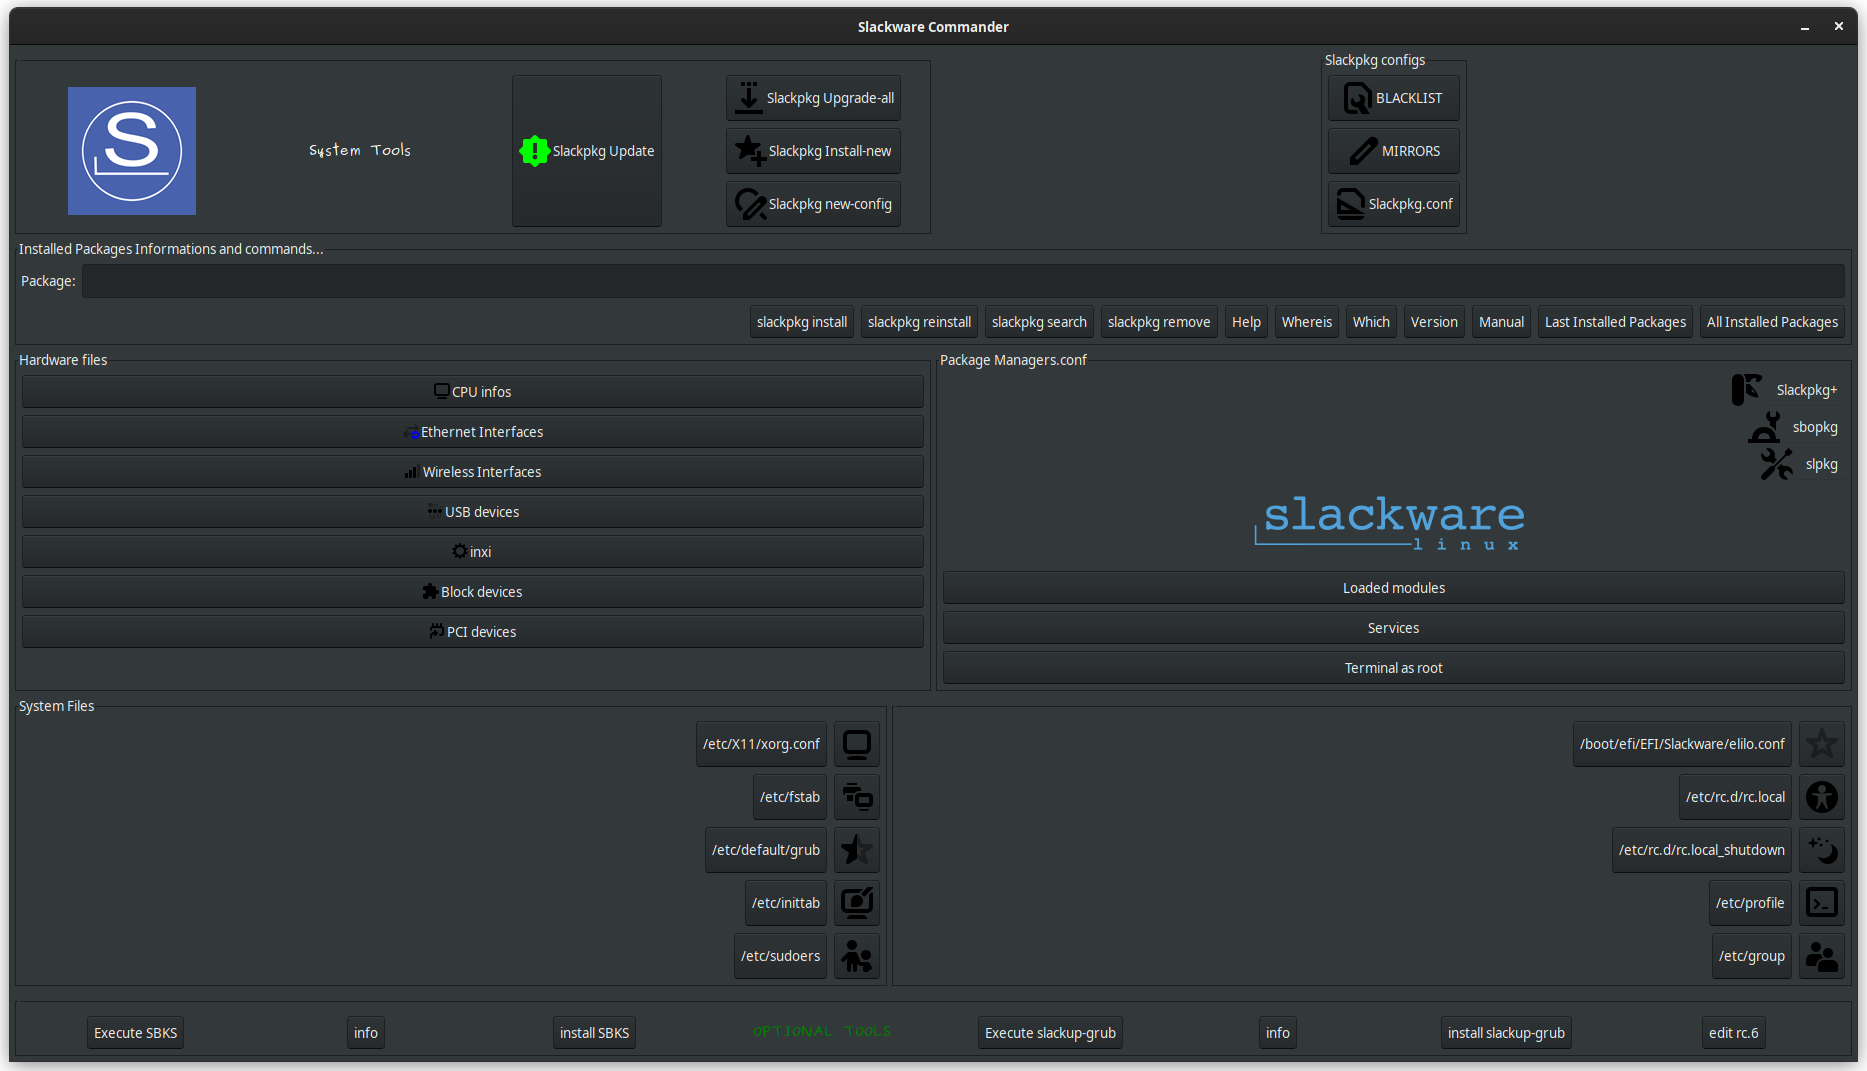 Slackware Commander
S
System Tools
Slackpkg Update
Slackpkg Upgrade-all
Slackpkg Install-new
Slackpkg new-config
Slackpkg configs
BLACKLIST
MIRRORS
Slackpkg.conf
Installed Packages Informations and commands...
Package:
slackpkg install
slackpkg reinstall
slackpkg search
slackpkg remove
Help
Whereis
Which
Version
Manual
Last Installed Packages
All Installed Packages
Hardware files
CPU infos
Ethernet Interfaces
Wireless Interfaces
USB devices
inxi
Block devices
PCI devices
Package Managers.conf
Slackpkg+
sbopkg
slpkg
slackware
linux
Loaded modules
Services
Terminal as root
System Files
/etc/X11/xorg.conf
/etc/fstab
/etc/default/grub
/etc/inittab
/etc/sudoers
/boot/efi/EFI/Slackware/elilo.conf
/etc/rc.d/rc.local
/etc/rc.d/rc.local_shutdown
/etc/profile
/etc/group
Execute SBKS
info
install SBKS
OPTIONAL TOOLS
Execute slackup-grub
info
install slackup-grub
edit rc.6